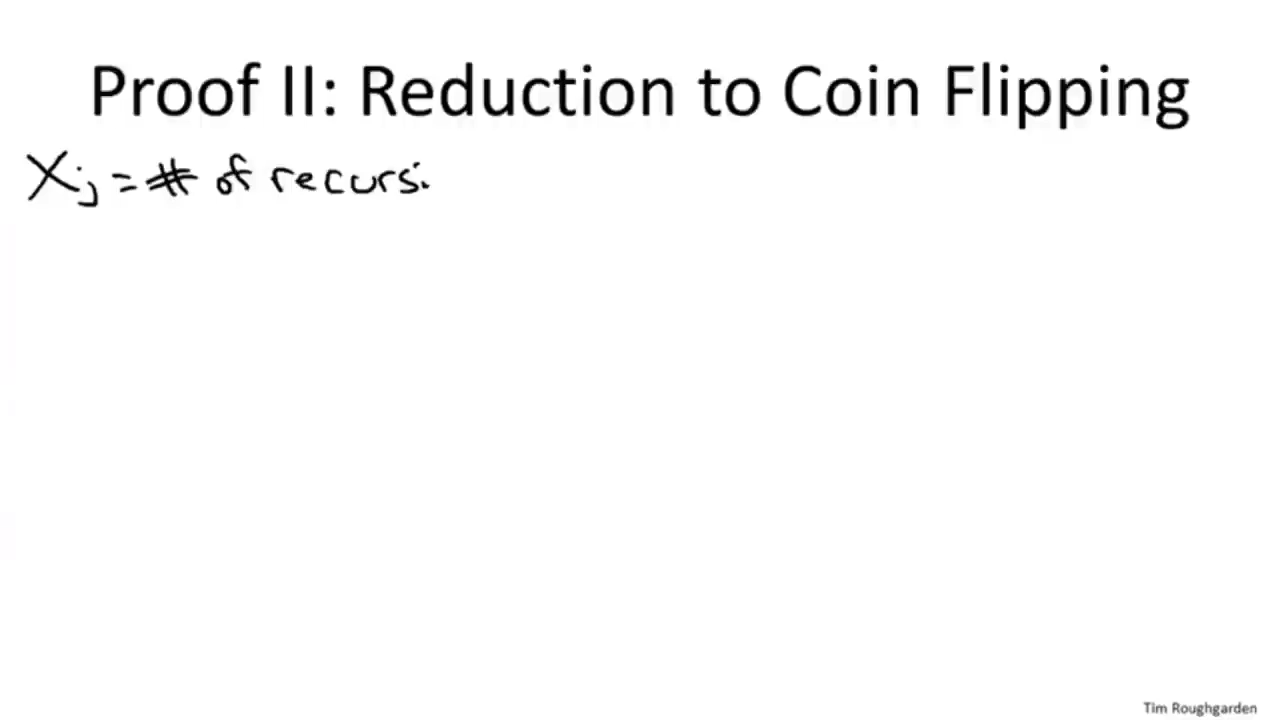 Proof II: Reduction to Coin Flipping
Xj = # of recursi
Tim Roughgarden